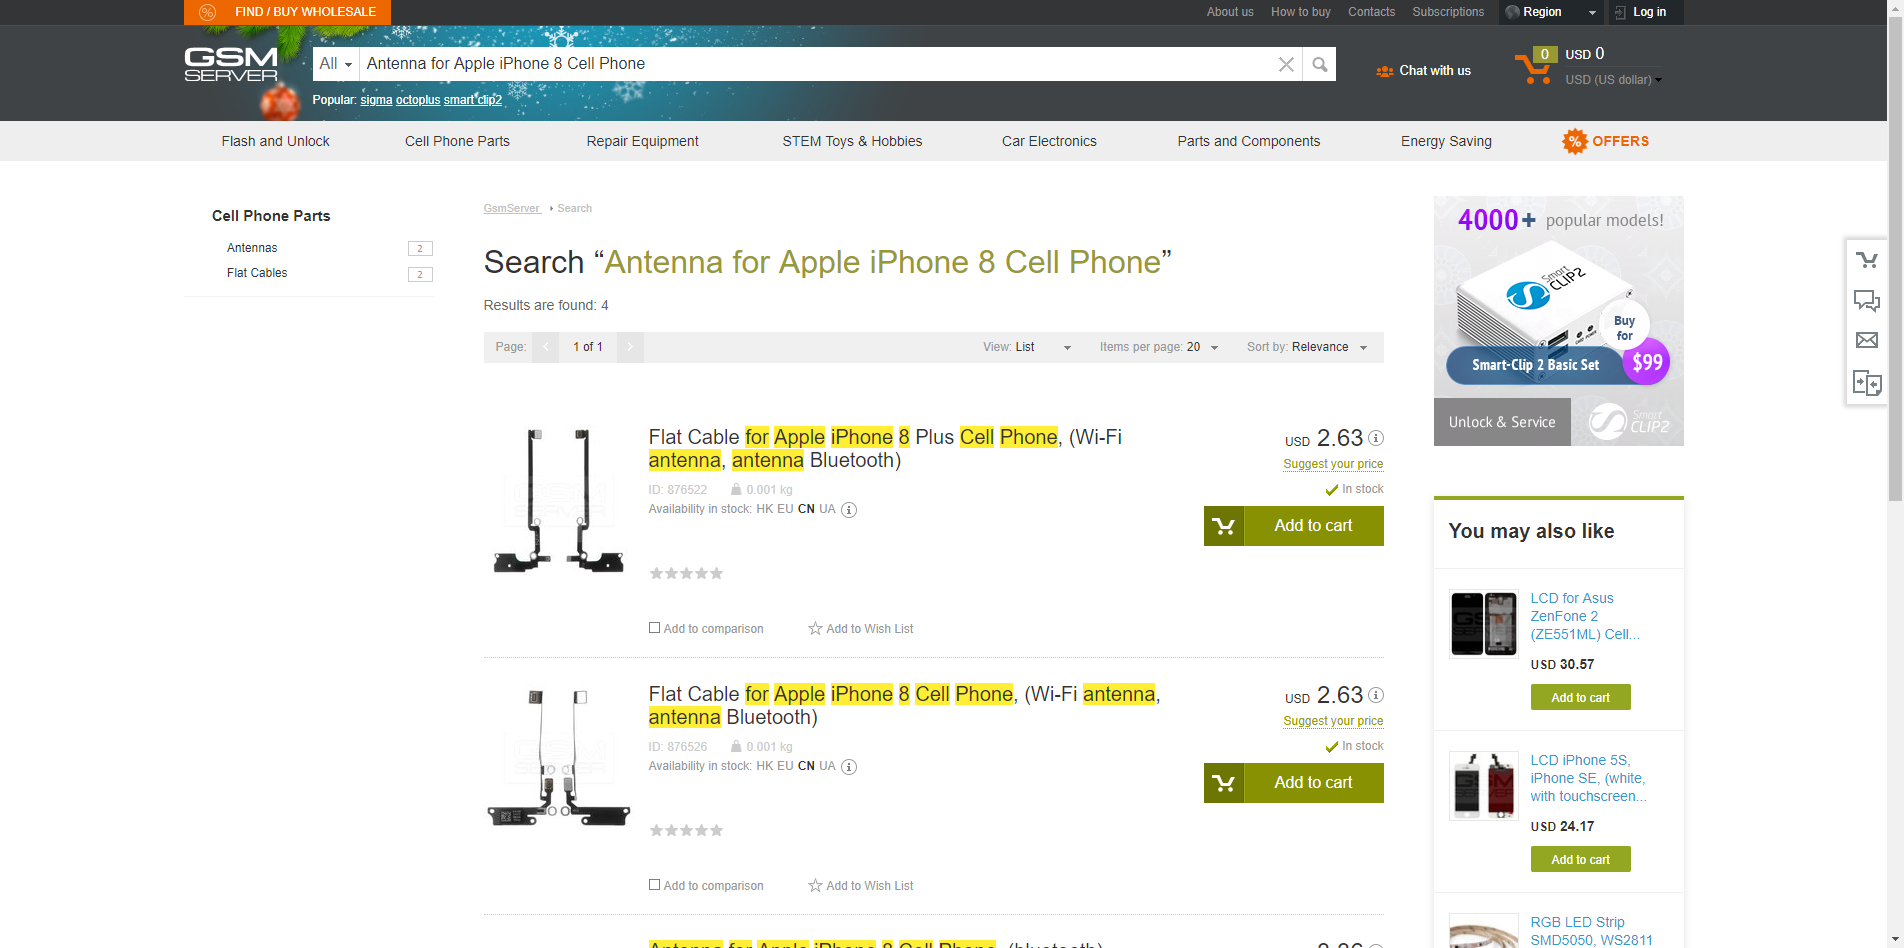 FIND / BUY WHOLESALE
About us How to buy Contacts Subscriptions Region Log in
GSM
SERVER
All Antenna for Apple iPhone 8 Cell Phone
Popular: sigma octoplus smart clip2
Chat with us
0 USD 0
USD (US dollar)
Flash and Unlock Cell Phone Parts Repair Equipment STEM Toys & Hobbies Car Electronics Parts and Components Energy Saving % OFFERS
Cell Phone Parts
Antennas 2
Flat Cables 2
GsmServer Search
Search “Antenna for Apple iPhone 8 Cell Phone”
Results are found: 4
Page: 1 of 1 View: List Items per page: 20 Sort by: Relevance
Flat Cable for Apple iPhone 8 Plus Cell Phone, (Wi-Fi
antenna, antenna Bluetooth)
ID: 876522 0.001 kg
Availability in stock: HK EU CN UA
USD 2.63
Suggest your price
In stock
Add to cart
Add to comparison Add to Wish List
Flat Cable for Apple iPhone 8 Cell Phone, (Wi-Fi antenna,
antenna Bluetooth)
ID: 876526 0.001 kg
Availability in stock: HK EU CN UA
USD 2.63
Suggest your price
In stock
Add to cart
Add to comparison Add to Wish List
Antenna for Apple iPhone 8 Cell Phone, (bluetooth)
4000+ popular models!
Smart
CLIP2
Buy
for
$99
Smart-Clip 2 Basic Set
Unlock & Service
Smart
CLIP2
You may also like
LCD for Asus
ZenFone 2
(ZE551ML) Cell...
USD 30.57
Add to cart
LCD iPhone 5S,
iPhone SE, (white,
with touchscreen...
USD 24.17
Add to cart
RGB LED Strip
SMD5050, WS2811